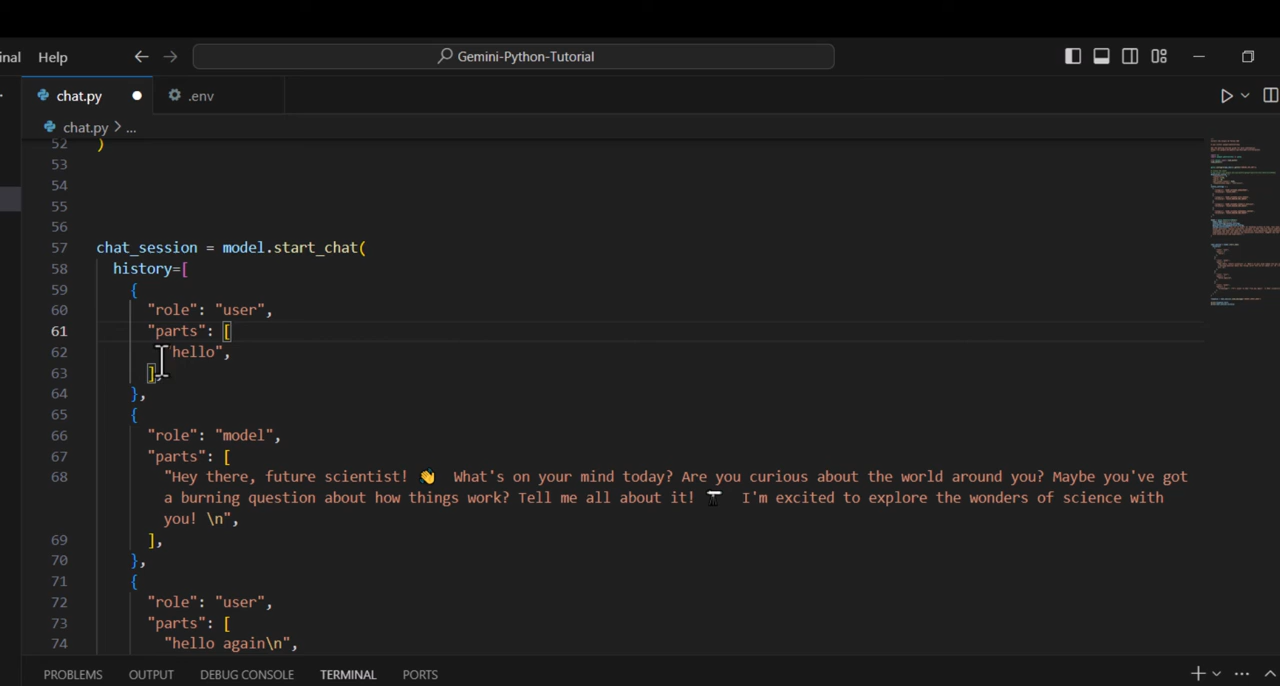 nal Help Gemini-Python-Tutorial
chat.py .env
chat.py > ...
52 )
53
54
55
56
57 chat_session = model.start_chat(
58 history=[
59 {
60 "role": "user",
61 "parts": [
62 "hello",
63 ],
64 },
65 {
66 "role": "model",
67 "parts": [
68 "Hey there, future scientist! 👋 What's on your mind today? Are you curious about the world around you? Maybe you've got
a burning question about how things work? Tell me all about it! I'm excited to explore the wonders of science with
you! \n",
69 ],
70 },
71 {
72 "role": "user",
73 "parts": [
74 "hello again\n",
PROBLEMS OUTPUT DEBUG CONSOLE TERMINAL PORTS